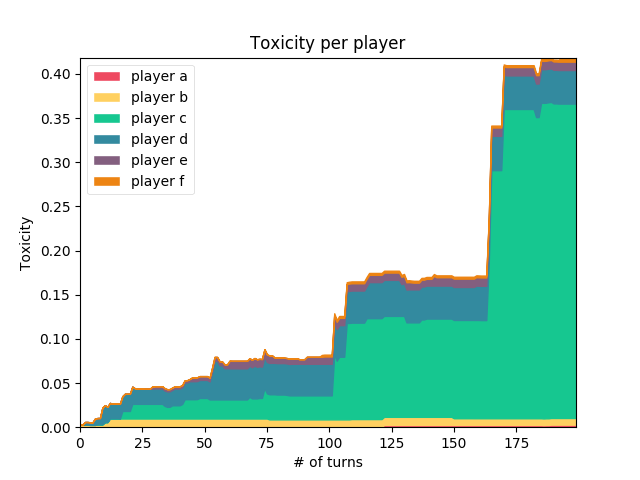 Toxicity per player
player a
player b
player c
player d
player e
player f
Toxicity
0.40
0.35
0.30
0.25
0.20
0.15
0.10
0.05
0.00
0 25 50 75 100 125 150 175
# of turns